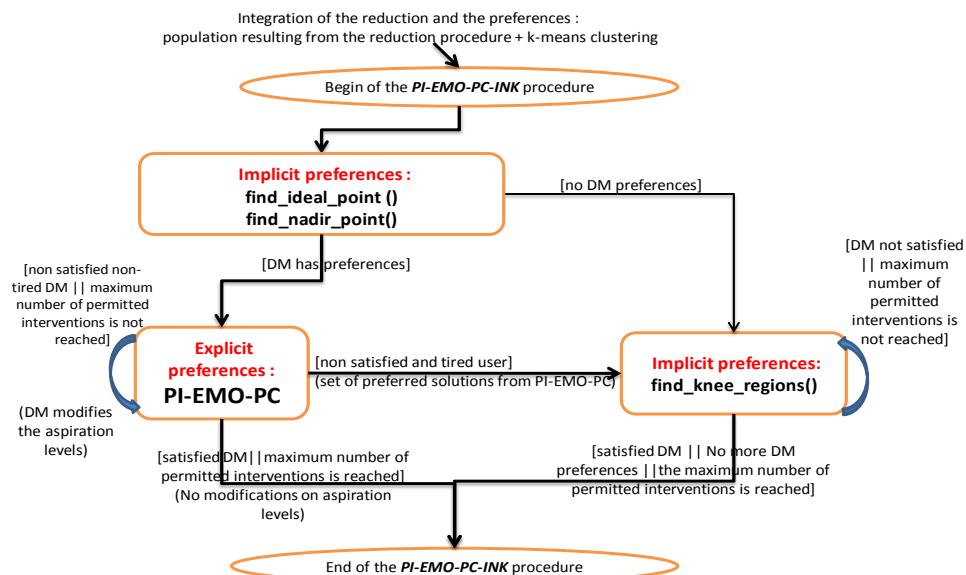 Integration of the reduction and the preferences :
population resulting from the reduction procedure + k-means clustering
Begin of the PI-EMO-PC-INK procedure
Implicit preferences :
find_ideal_point ()
find_nadir_point()
[no DM preferences]
[DM has preferences]
[DM not satisfied
|| maximum
number of
permitted
interventions is
not reached]
[non satisfied non-
tired DM || maximum
number of permitted
interventions is not
reached]
Explicit
preferences :
PI-EMO-PC
[non satisfied and tired user]
(set of preferred solutions from PI-EMO-PC)
Implicit preferences:
find_knee_regions()
(DM modifies
the aspiration
levels)
[satisfied DM||maximum number of
permitted interventions is reached]
(No modifications on aspiration
levels)
[satisfied DM || No more DM
preferences ||the maximum number of
permitted interventions is reached]
End of the PI-EMO-PC-INK procedure